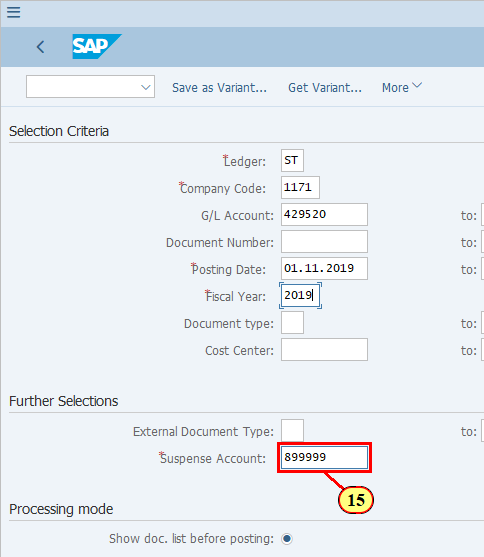 SAP
Save as Variant... Get Variant... More
Selection Criteria
*Ledger: ST
*Company Code: 1171
G/L Account: 429520 to:
Document Number: to:
*Posting Date: 01.11.2019 to:
*Fiscal Year: 2019
Document type: to:
Cost Center: to:
Further Selections
External Document Type: to:
*Suspense Account: 899999
15
Processing mode
Show doc. list before posting: